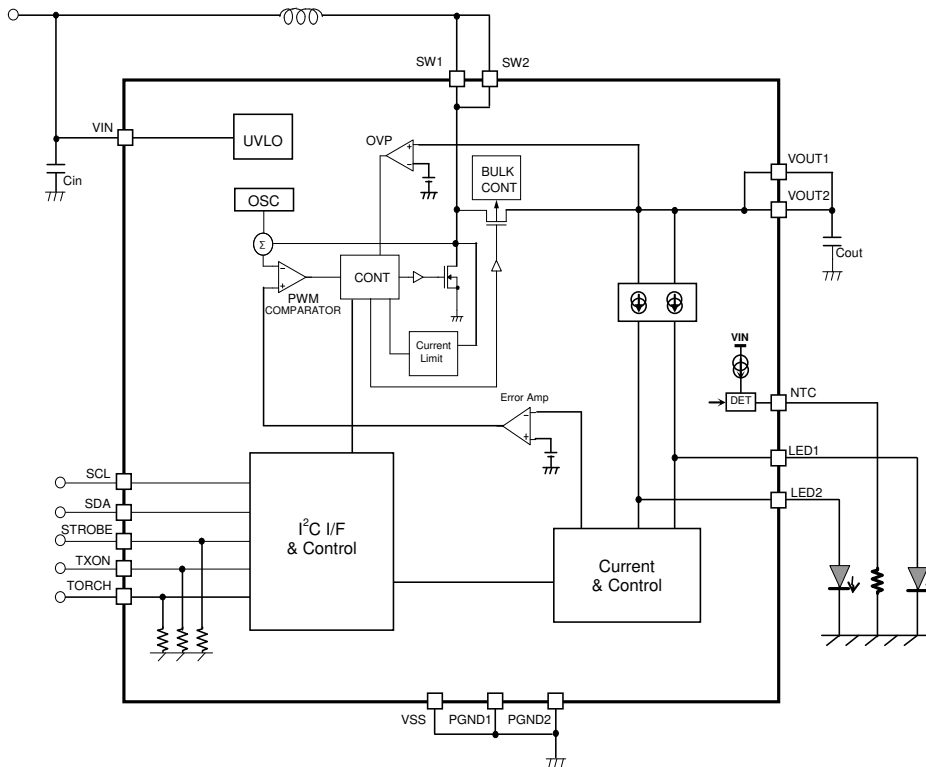 SW1
SW2
VIN
UVLO
OVP
BULK
CONT
VOUT1
VOUT2
Cin
OSC
Σ
Cout
CONT
PWM
COMPARATOR
Current
Limit
VIN
NTC
DET
Error Amp
LED1
SCL
LED2
SDA
STROBE
TXON
TORCH
I²C I/F
& Control
Current
& Control
VSS
PGND1
PGND2